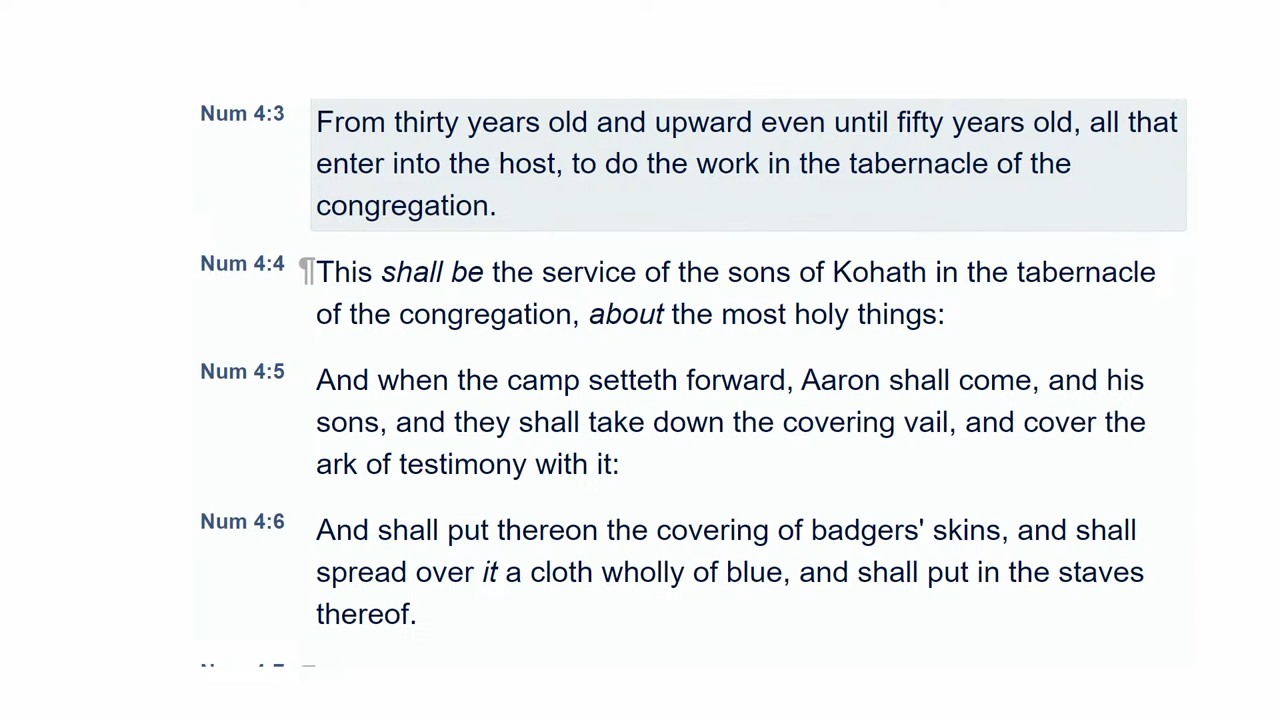 Num 4:3 From thirty years old and upward even until fifty years old, all that
enter into the host, to do the work in the tabernacle of the
congregation.
Num 4:4 ¶This shall be the service of the sons of Kohath in the tabernacle
of the congregation, about the most holy things:
Num 4:5 And when the camp setteth forward, Aaron shall come, and his
sons, and they shall take down the covering vail, and cover the
ark of testimony with it:
Num 4:6 And shall put thereon the covering of badgers' skins, and shall
spread over it a cloth wholly of blue, and shall put in the staves
thereof.